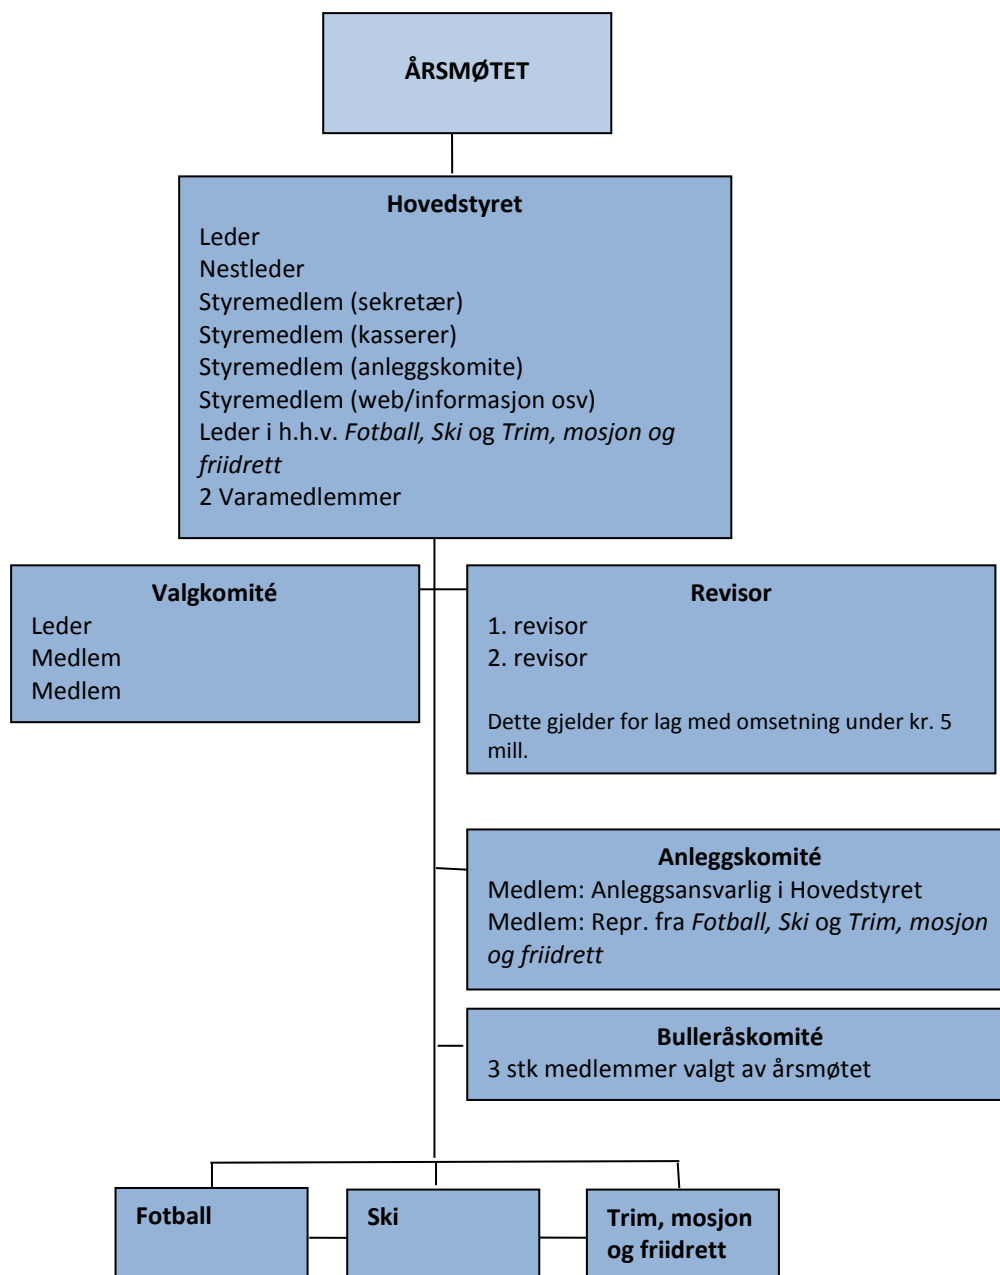 ÅRSMØTET
Hovedstyret
Leder
Nestleder
Styremedlem (sekretær)
Styremedlem (kasserer)
Styremedlem (anleggskomite)
Styremedlem (web/informasjon osv)
Leder i h.h.v. Fotball, Ski og Trim, mosjon og
friidrett
2 Varamedlemmer
Valgkomité
Leder
Medlem
Medlem
Revisor
1. revisor
2. revisor
Dette gjelder for lag med omsetning under kr. 5
mill.
Anleggskomité
Medlem: Anleggsansvarlig i Hovedstyret
Medlem: Repr. fra Fotball, Ski og Trim, mosjon
og friidrett
Bulleråskomité
3 stk medlemmer valgt av årsmøtet
Fotball
Ski
Trim, mosjon
og friidrett